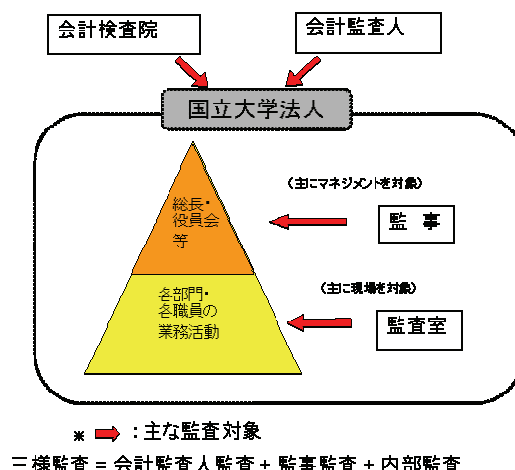 会計検査院
会計監査人
国立大学法人
総長・
役員会
等
(主にマネジメントを対象)
監 事
各部門・
各職員の
業務活動
(主に現場を対象)
監査室
* : 主な監査対象
三様監査 = 会計監査人監査 + 監事監査 + 内部監査